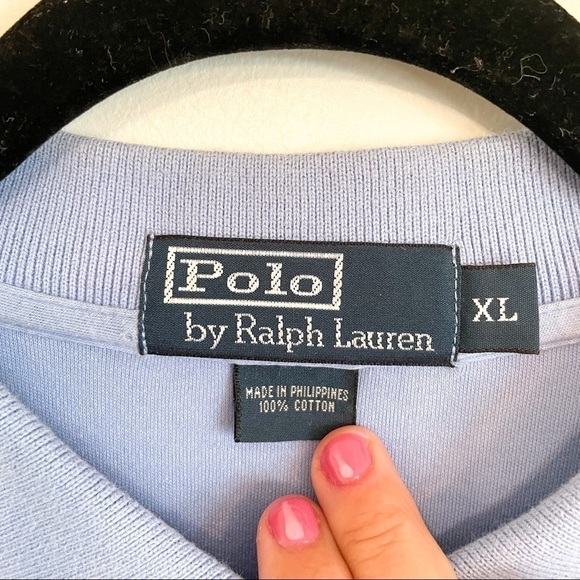 Polo
by Ralph Lauren
XL
MADE IN PHILIPPINES
100% COTTON